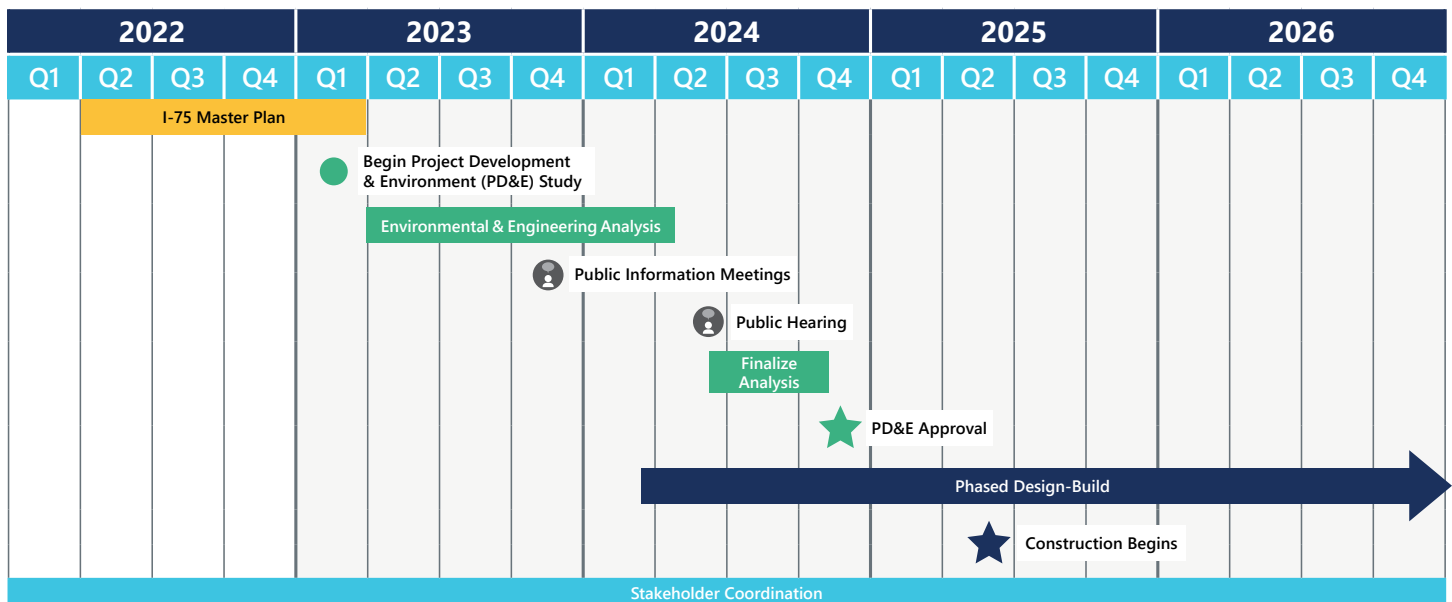 2022 2023 2024 2025 2026
Q1 Q2 Q3 Q4 Q1 Q2 Q3 Q4 Q1 Q2 Q3 Q4 Q1 Q2 Q3 Q4 Q1 Q2 Q3 Q4
I-75 Master Plan
Begin Project Development
& Environment (PD&E) Study
Environmental & Engineering Analysis
Public Information Meetings
Public Hearing
Finalize
Analysis
PD&E Approval
Phased Design-Build
Construction Begins
Stakeholder Coordination